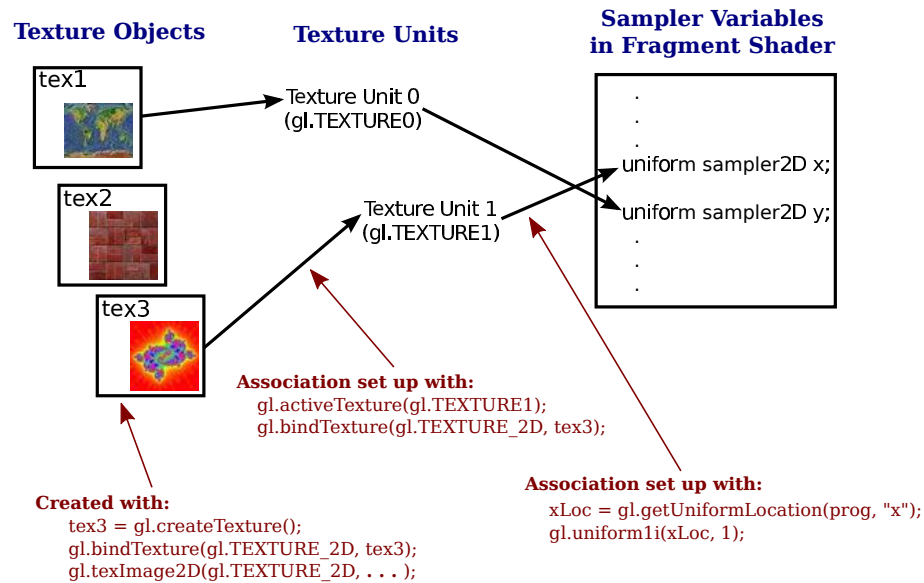 Texture Objects
Texture Units
Sampler Variables
in Fragment Shader
tex1
Texture Unit 0
(gl.TEXTURE0)
.
.
.
uniform sampler2D x;
uniform sampler2D y;
.
.
.
tex2
Texture Unit 1
(gl.TEXTURE1)
tex3
Association set up with:
gl.activeTexture(gl.TEXTURE1);
gl.bindTexture(gl.TEXTURE_2D, tex3);
Created with:
tex3 = gl.createTexture();
gl.bindTexture(gl.TEXTURE_2D, tex3);
gl.texImage2D(gl.TEXTURE_2D, . . . );
Association set up with:
xLoc = gl.getUniformLocation(prog, "x");
gl.uniform1i(xLoc, 1);